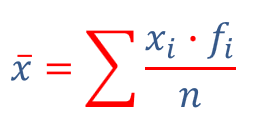 x̄ = ∑ xᵢ · fᵢ / n